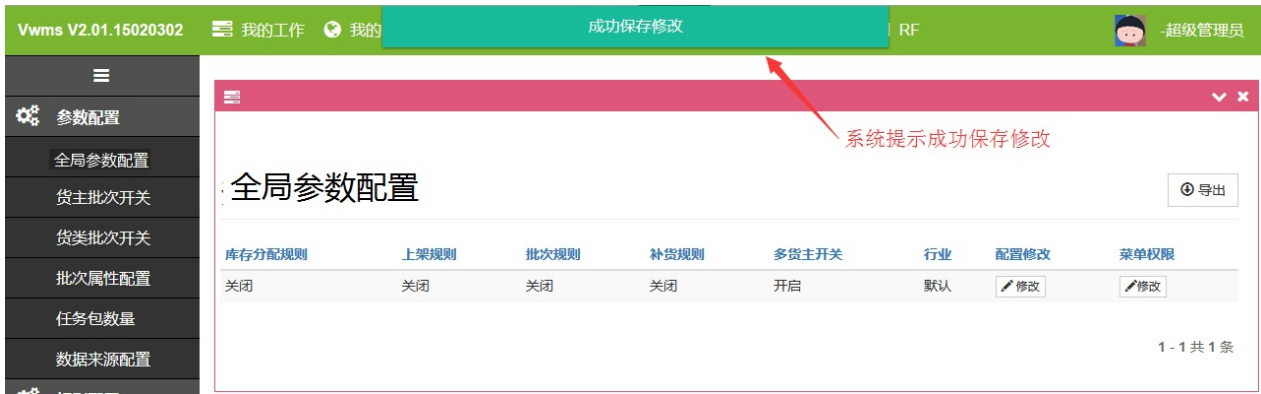 Vwms V2.01.15020302 我的工作 我的 成功保存修改 RF -超级管理员
参数配置
系统提示成功保存修改
全局参数配置
货主批次开关
货类批次开关
批次属性配置
任务包数量
数据来源配置
全局参数配置
导出
库存分配规则 上架规则 批次规则 补货规则 多货主开关 行业 配置修改 菜单权限
关闭 关闭 关闭 关闭 开启 默认 修改 修改
1 - 1 共 1 条